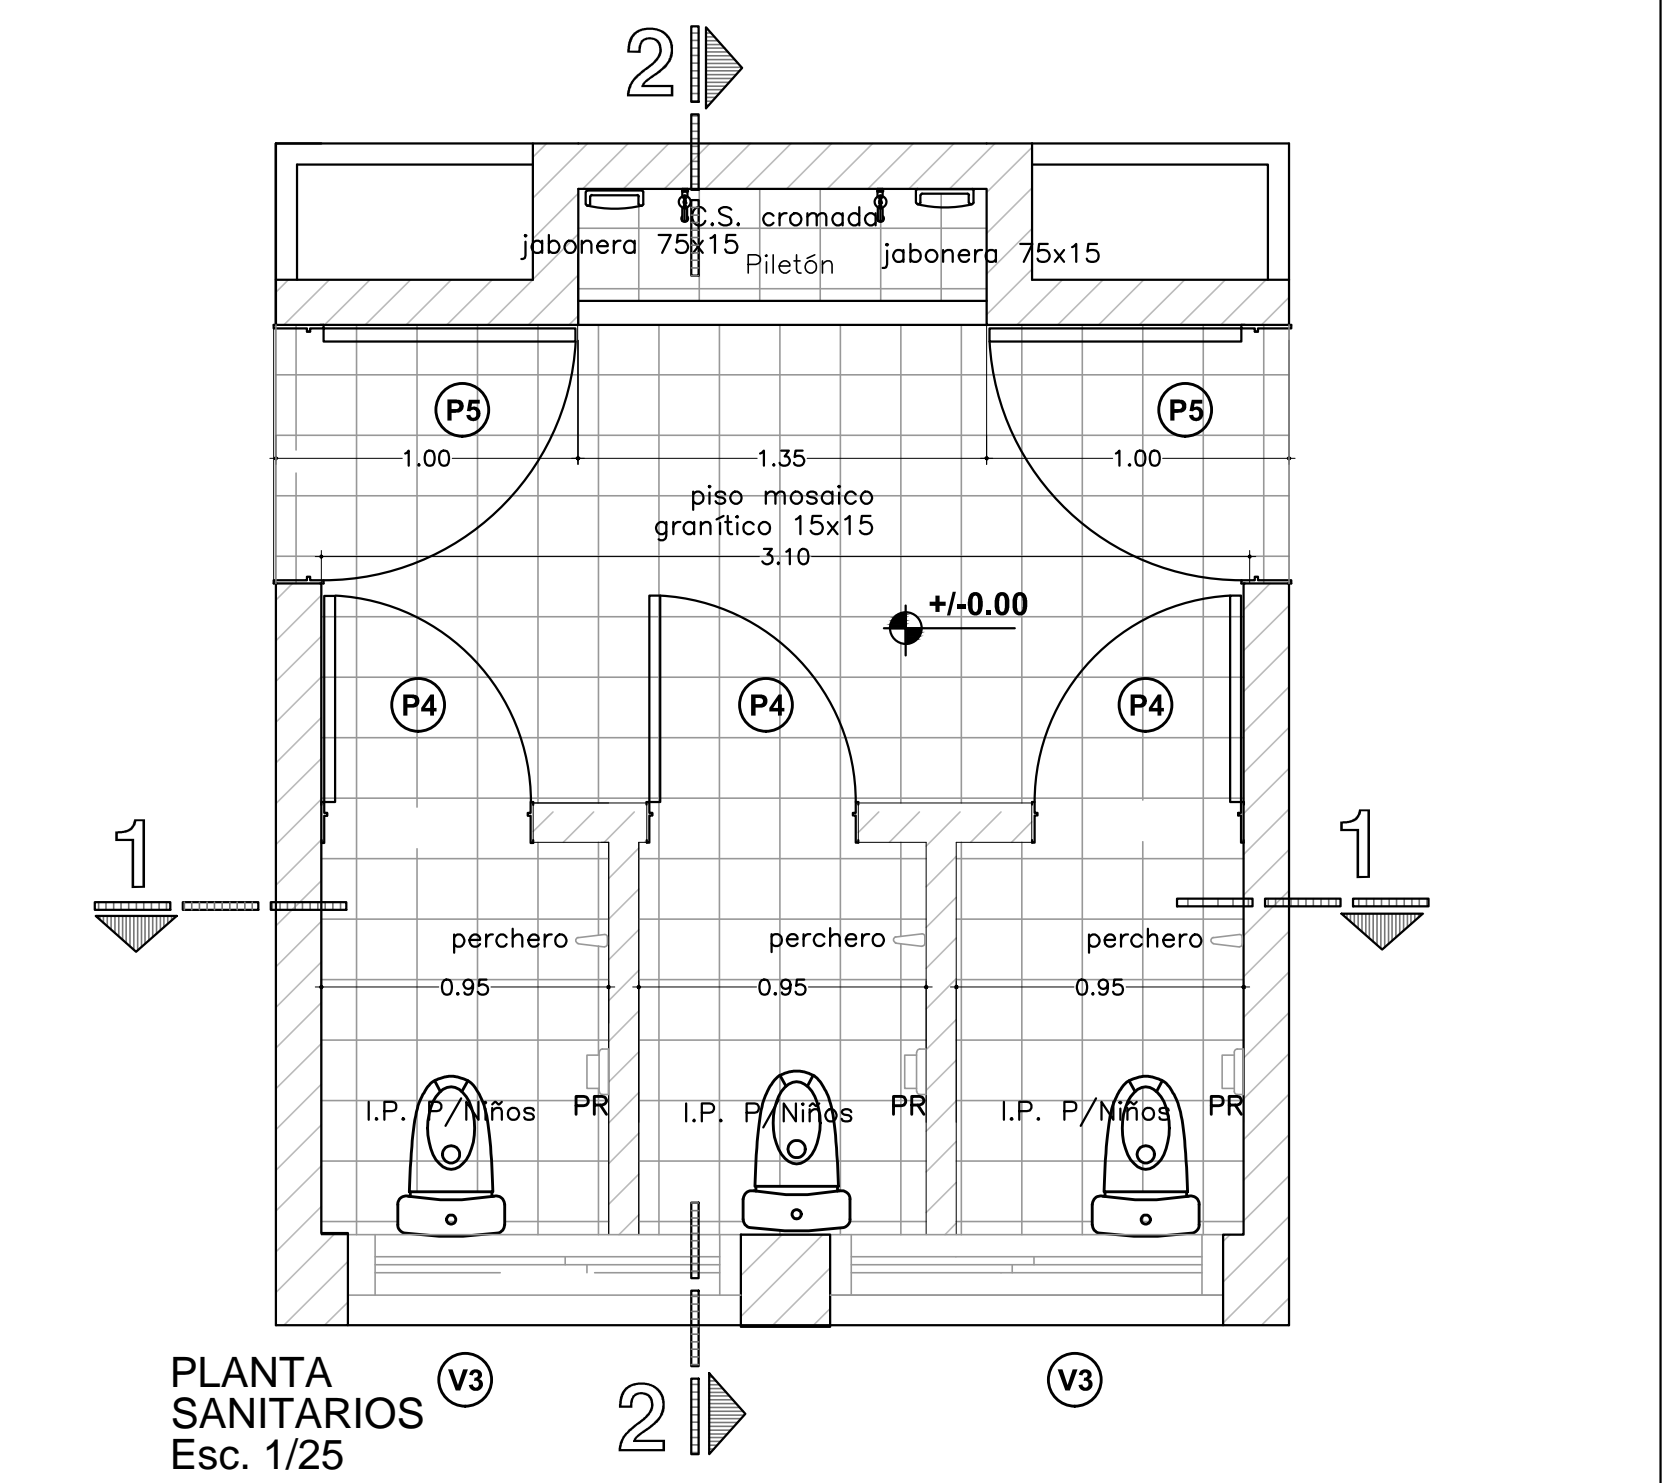 2
C.S. cromada
jabonera 75x15
jabonera 75x15
Piletón
P5
P5
1.00
1.35
1.00
piso mosaico
granítico 15x15
3.10
+/-0.00
P4
P4
P4
1
1
perchero
perchero
perchero
0.95
0.95
0.95
I.P. P/Niños
PR
I.P. P/Niños
PR
I.P. P/Niños
PR
V3
V3
2
PLANTA
SANITARIOS
Esc. 1/25